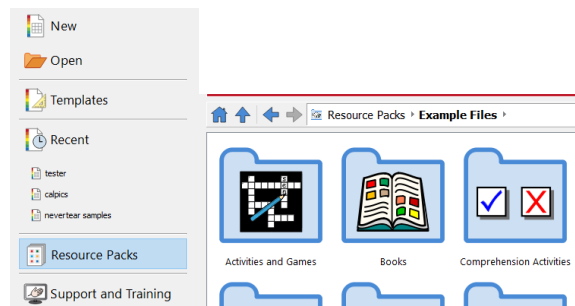 New
Open
Templates
Recent
tester
calpics
nevertear samples
Resource Packs
Support and Training
Resource Packs Example Files
Activities and Games
Books
Comprehension Activities